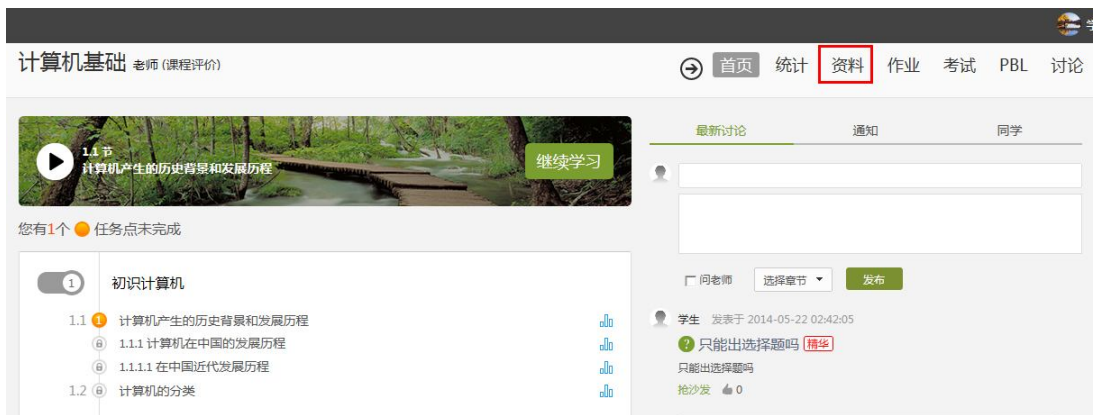 学
计算机基础 老师 (课程评价)
首页 统计 资料 作业 考试 PBL 讨论
1.1 节
计算机产生的历史背景和发展历程
继续学习
您有1个 任务点未完成
1 初识计算机
1.1 1 计算机产生的历史背景和发展历程
1.1.1 计算机在中国的发展历程
1.1.1.1 在中国近代发展历程
1.2 计算机的分类
最新讨论 通知 同学
问老师 选择章节 发布
学生 发表于 2014-05-22 02:42:05
? 只能出选择题吗 精华
只能出选择题吗
抢沙发 0